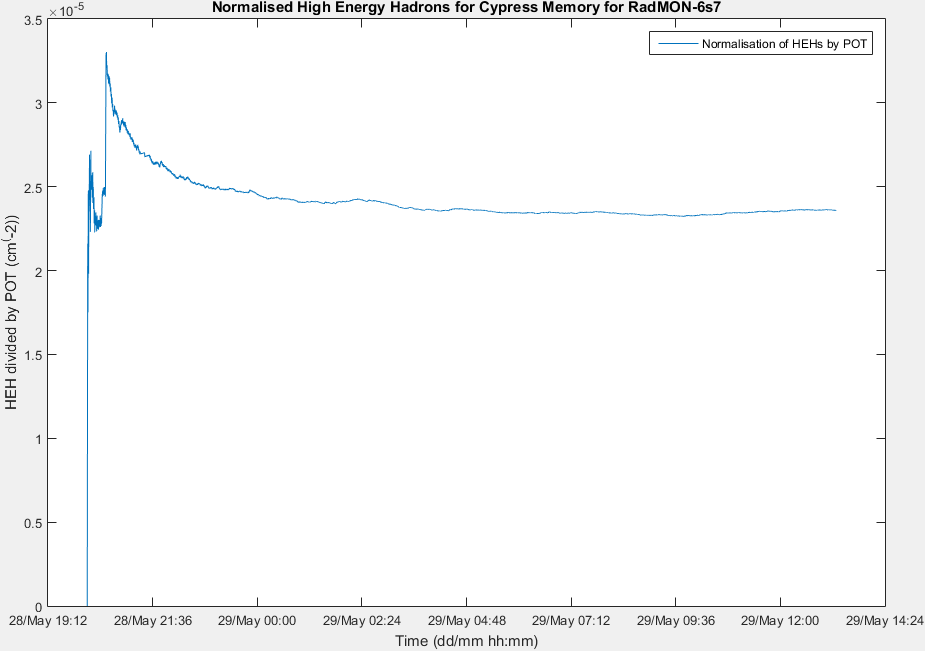 Normalised High Energy Hadrons for Cypress Memory for RadMON-6s7
×10-5
Normalisation of HEHs by POT
3.5
3
2.5
2
1.5
1
0.5
0
HEH divided by POT (cm(-2))
28/May 19:12 28/May 21:36 29/May 00:00 29/May 02:24 29/May 04:48 29/May 07:12 29/May 09:36 29/May 12:00 29/May 14:24
Time (dd/mm hh:mm)